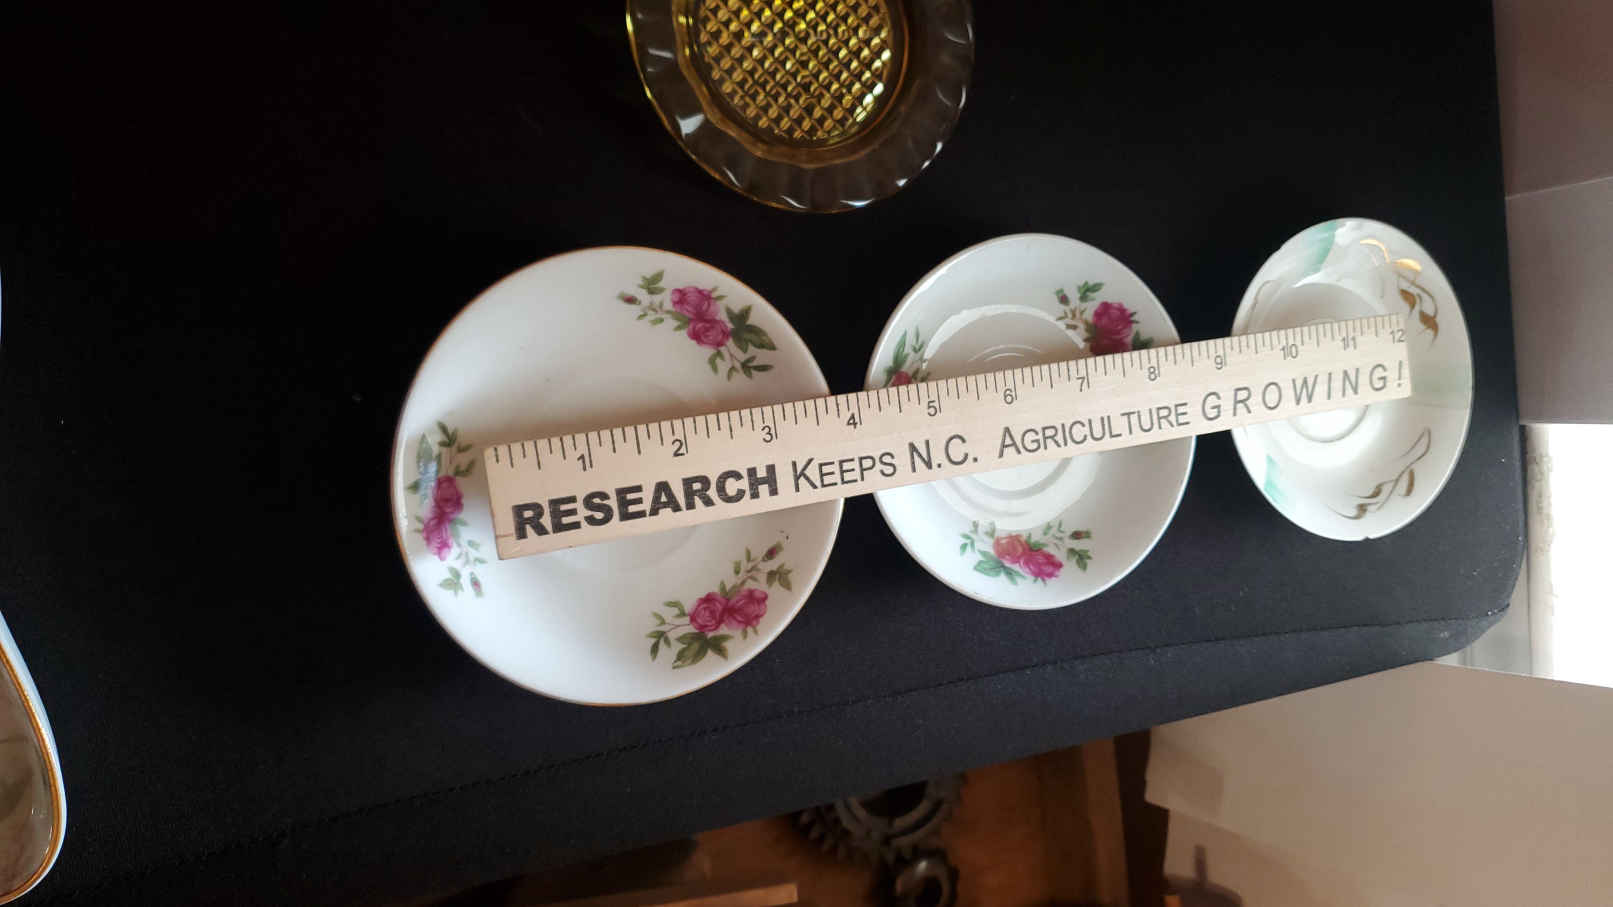 1 2 3 4 5 6 7 8 9 10 11 12
RESEARCH KEEPS N.C. AGRICULTURE GROWING!